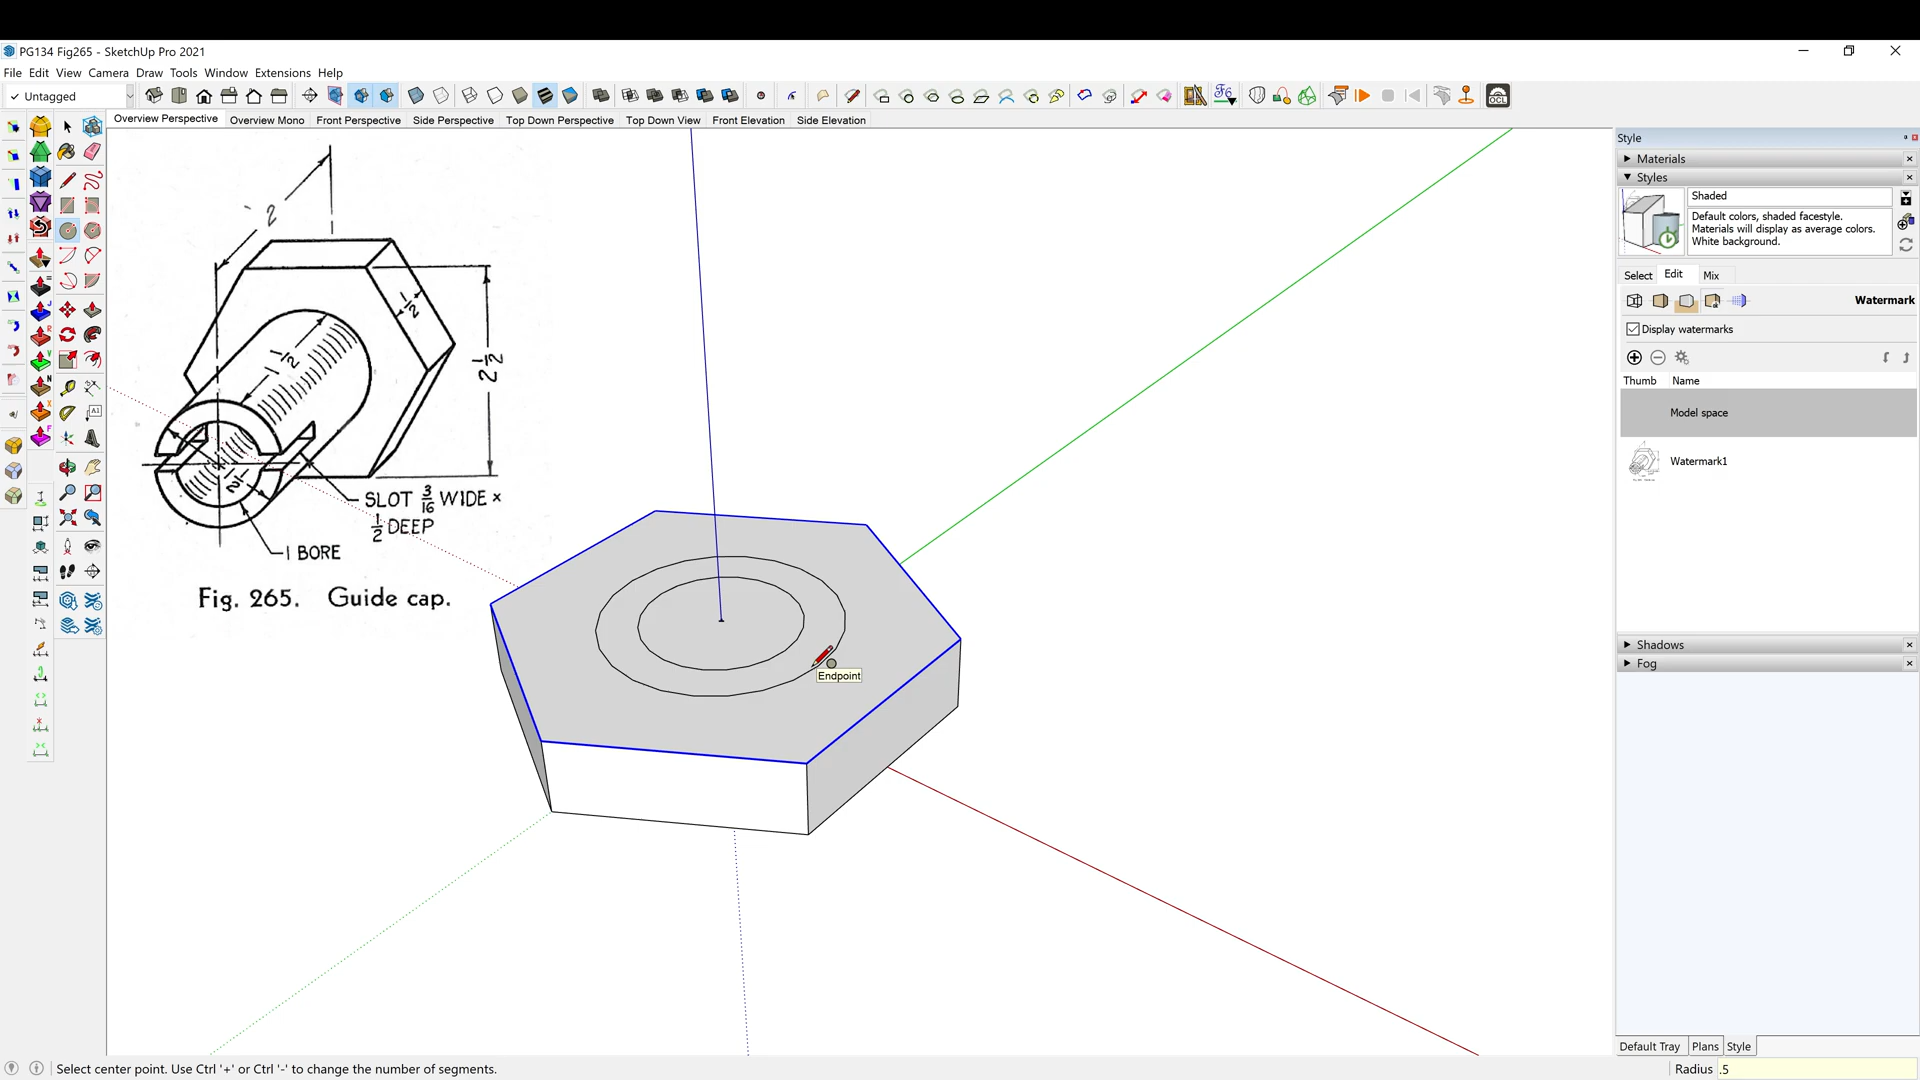 PG134 Fig265 - SketchUp Pro 2021
File Edit View Camera Draw Tools Window Extensions Help
✓ Untagged
Overview Perspective Overview Mono Front Perspective Side Perspective Top Down Perspective Top Down View Front Elevation Side Elevation
2
1/2
1 1/2
2 1/2
1 1/2
SLOT 3/16 WIDE ×
1/2 DEEP
1 BORE
Fig. 265. Guide cap.
Endpoint
Style
Materials
Styles
Shaded
Default colors, shaded facestyle.
Materials will display as average colors.
White background.
Select Edit Mix
Watermark
Display watermarks
Thumb Name
Model space
Watermark1
Shadows
Fog
Default Tray Plans Style
Select center point. Use Ctrl '+' or Ctrl '-' to change the number of segments.
Radius .5